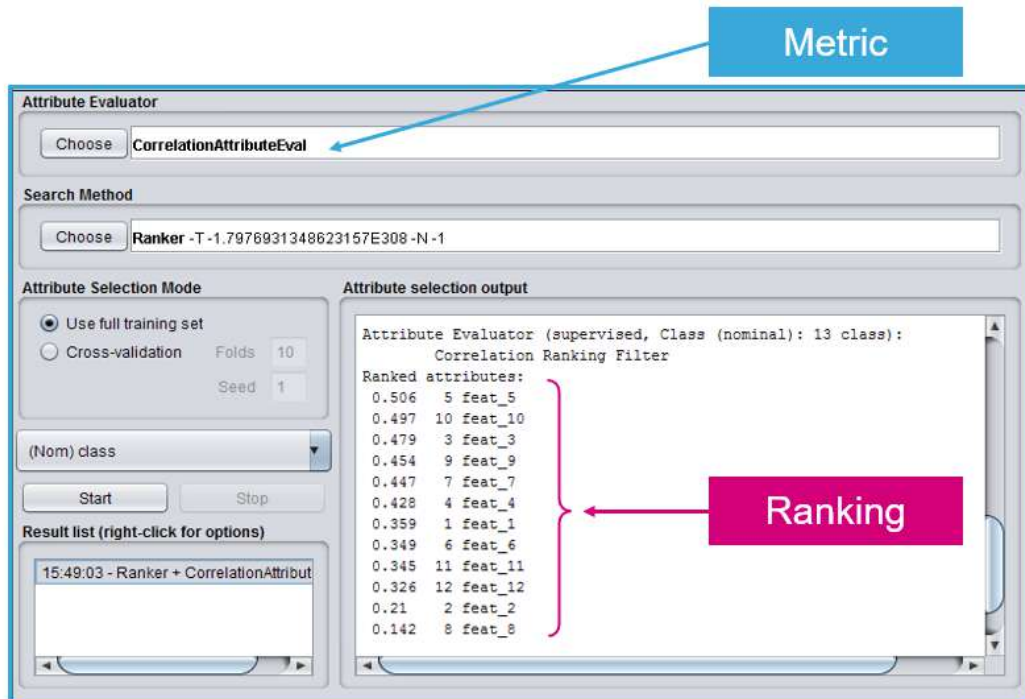 Metric
Attribute Evaluator
Choose CorrelationAttributeEval
Search Method
Choose Ranker -T -1.7976931348623157E308 -N -1
Attribute Selection Mode
Use full training set
Cross-validation Folds 10
Seed 1
(Nom) class
Start Stop
Result list (right-click for options)
15:49:03 - Ranker + CorrelationAttribut
Attribute selection output
Attribute Evaluator (supervised, Class (nominal): 13 class):
Correlation Ranking Filter
Ranked attributes:
0.506 5 feat_5
0.497 10 feat_10
0.479 3 feat_3
0.454 9 feat_9
0.447 7 feat_7
0.428 4 feat_4
0.359 1 feat_1
0.349 6 feat_6
0.345 11 feat_11
0.326 12 feat_12
0.21 2 feat_2
0.142 8 feat_8
Ranking